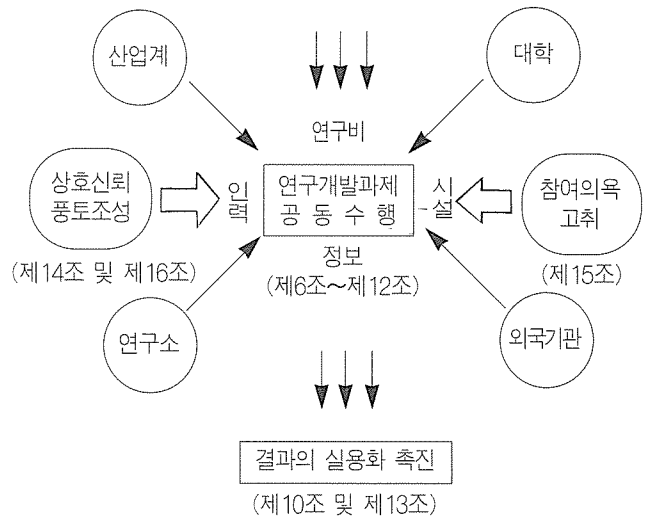 산업계
대학
연구비
상호신뢰
풍토조성
인력
연구개발과제
공 동 수 행
시설
참여의욕
고취
(제14조 및 제16조)
정보
(제6조~제12조)
(제15조)
연구소
외국기관
결과의 실용화 촉진
(제10조 및 제13조)